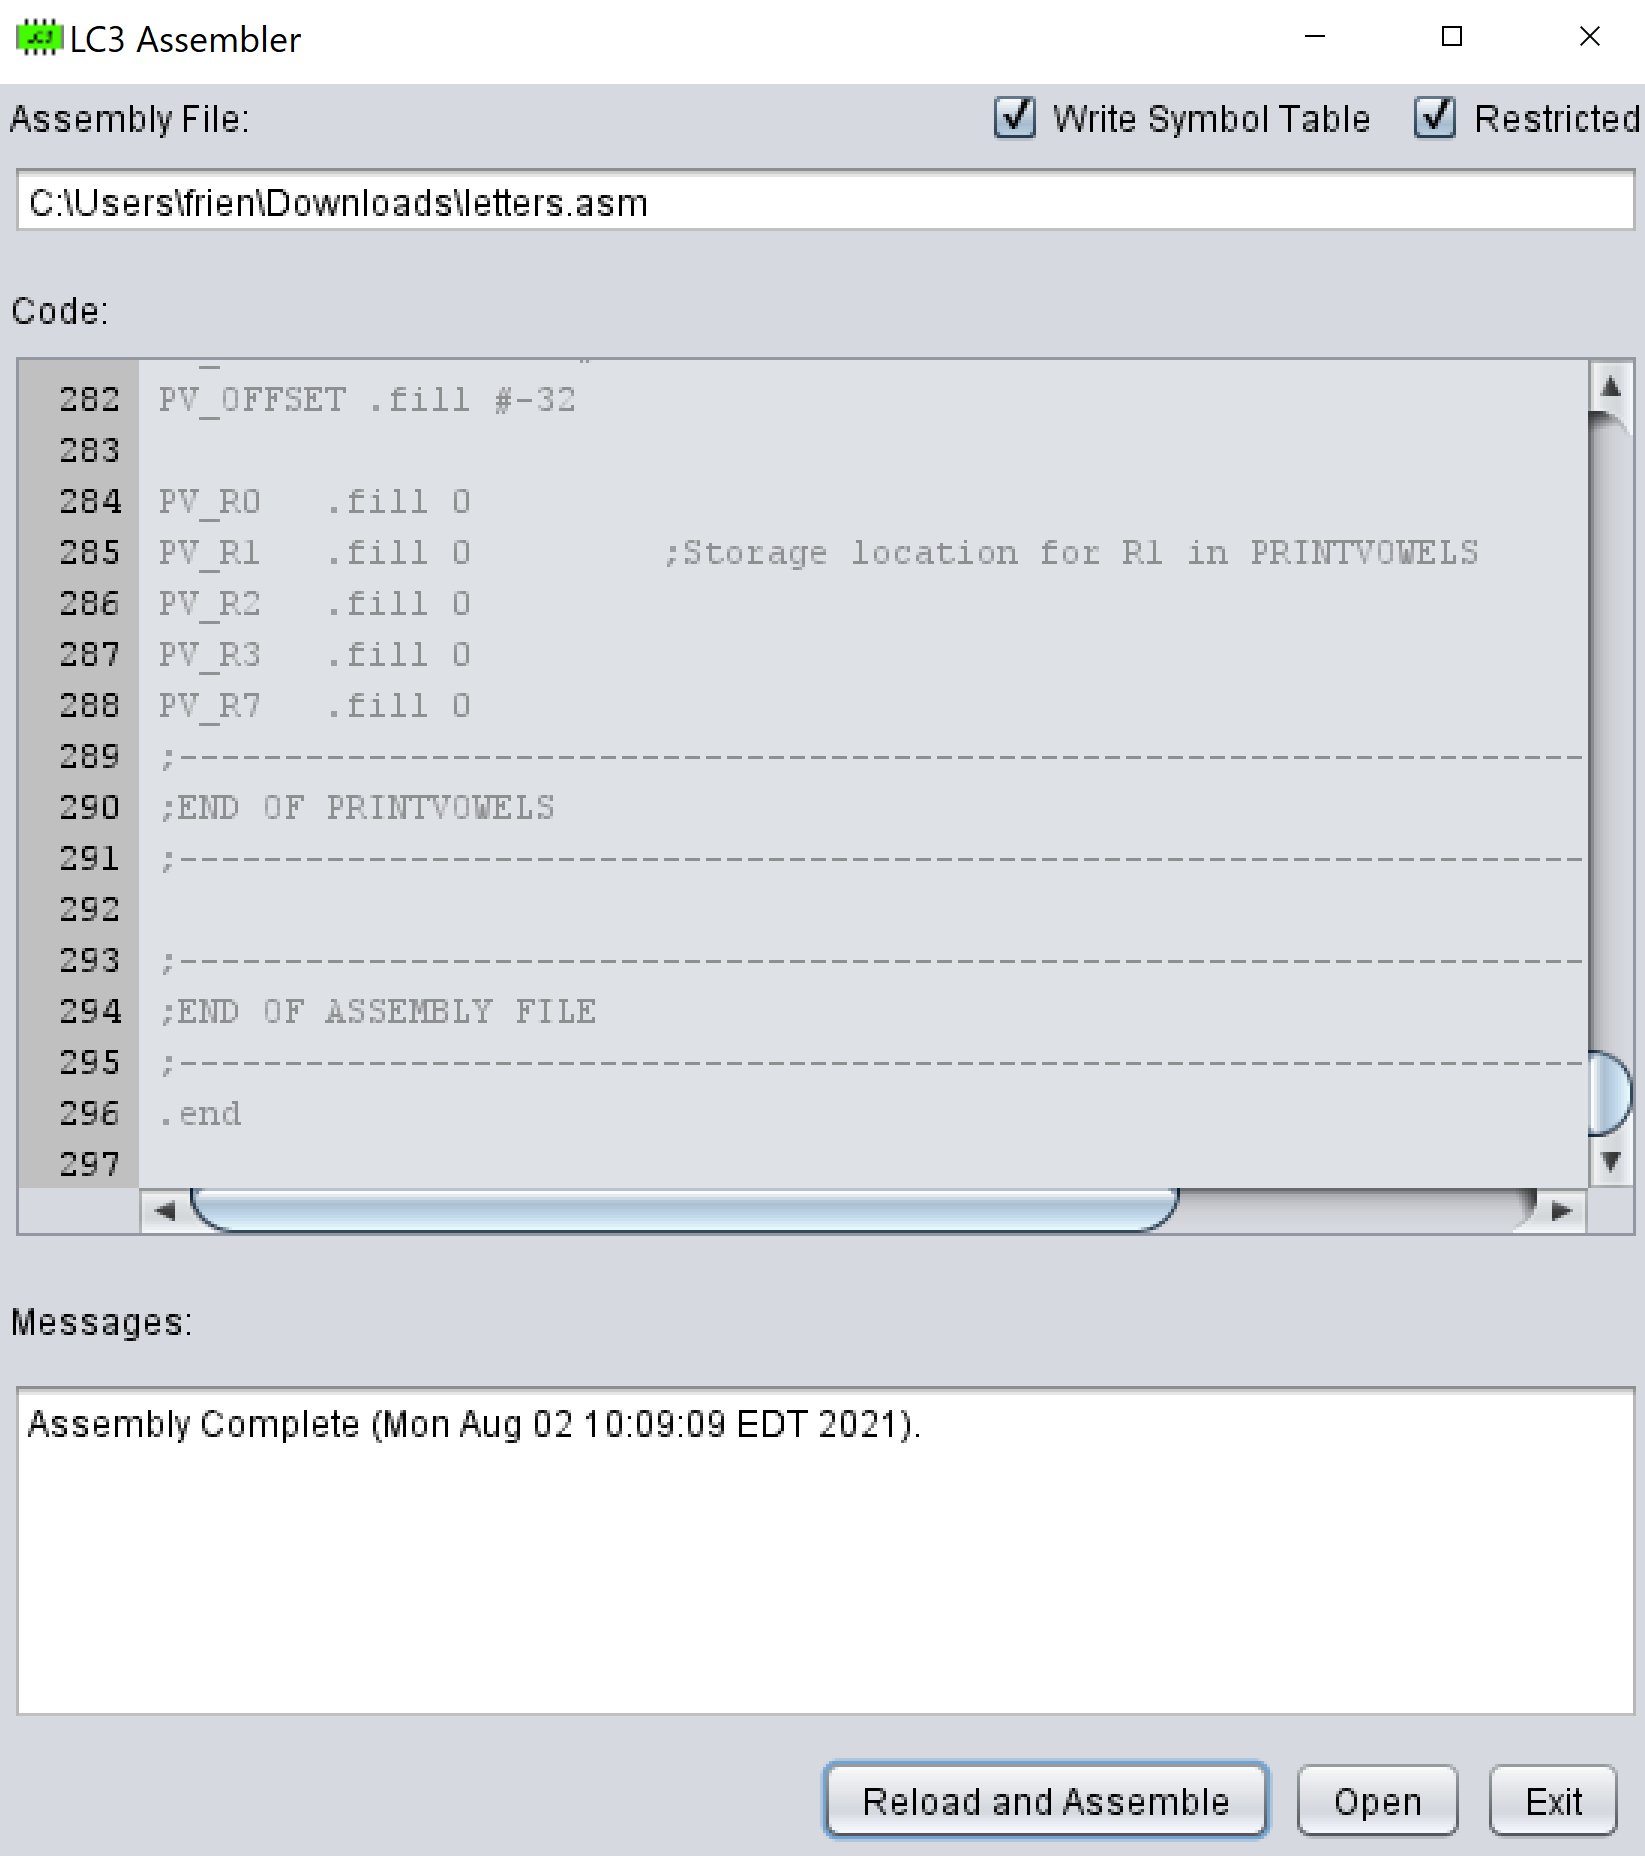 LC3 LC3 Assembler
Assembly File: Write Symbol Table Restricted
C:\Users\frien\Downloads\letters.asm
Code:
282 PV_OFFSET .fill #-32
283
284 PV_R0 .fill 0
285 PV_R1 .fill 0 ;Storage location for R1 in PRINTVOWELS
286 PV_R2 .fill 0
287 PV_R3 .fill 0
288 PV_R7 .fill 0
289 ;-------------------------------------------------------------------
290 ;END OF PRINTVOWELS
291 ;-------------------------------------------------------------------
292
293 ;-------------------------------------------------------------------
294 ;END OF ASSEMBLY FILE
295 ;-------------------------------------------------------------------
296 .end
297
Messages:
Assembly Complete (Mon Aug 02 10:09:09 EDT 2021).
Reload and Assemble Open Exit